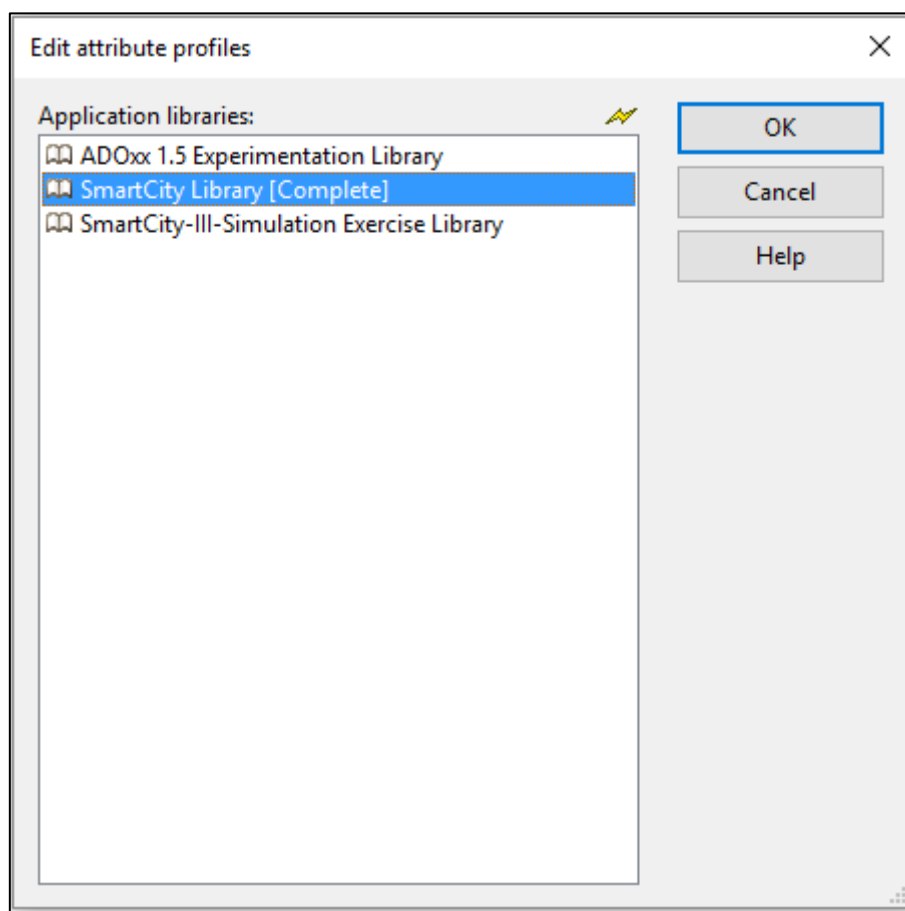 Edit attribute profiles
Application libraries:
ADOxx 1.5 Experimentation Library
SmartCity Library [Complete]
SmartCity-III-Simulation Exercise Library
OK
Cancel
Help